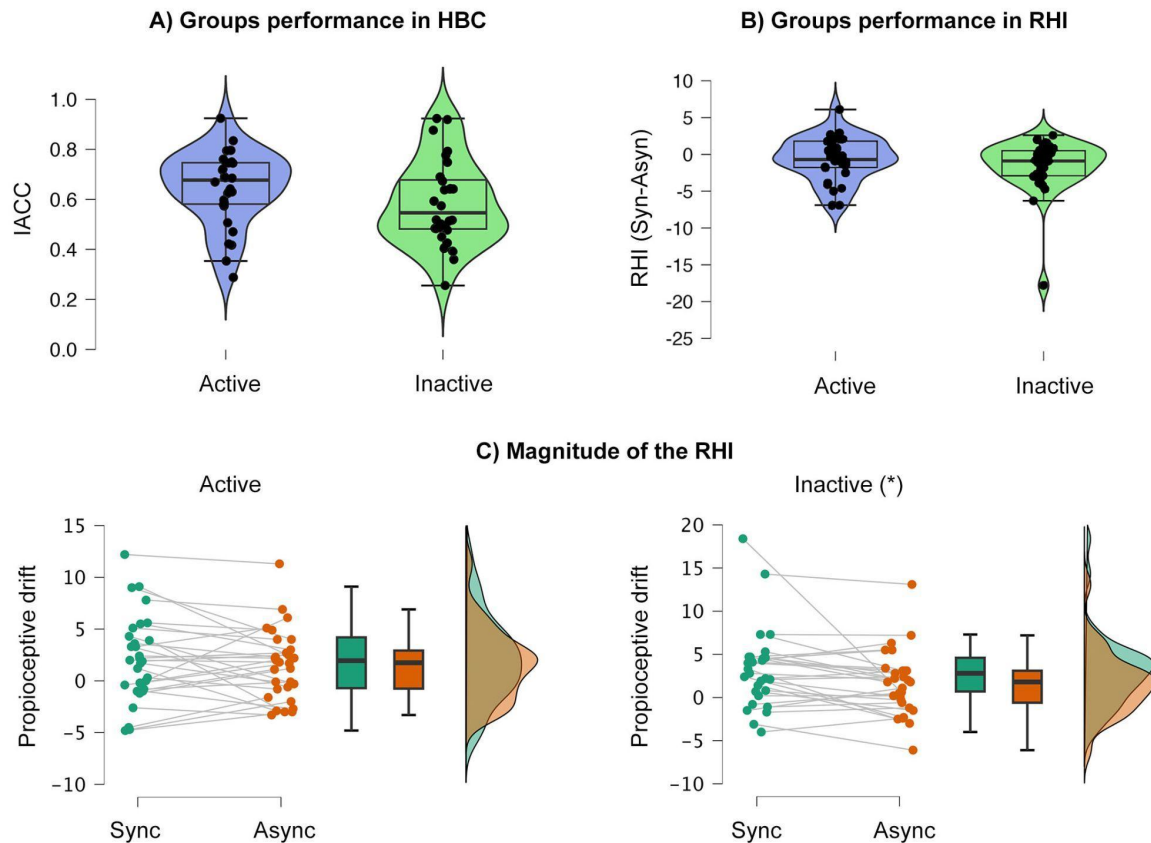 A) Groups performance in HBC
B) Groups performance in RHI
IACC
1.0
0.8
0.6
0.4
0.2
0.0
Active
Inactive
RHI (Syn-Asyn)
10
5
0
-5
-10
-15
-20
-25
Active
Inactive
C) Magnitude of the RHI
Active
Propioceptive drift
15
10
5
0
-5
-10
Sync
Async
Inactive (*)
Propioceptive drift
20
15
10
5
0
-5
-10
Sync
Async